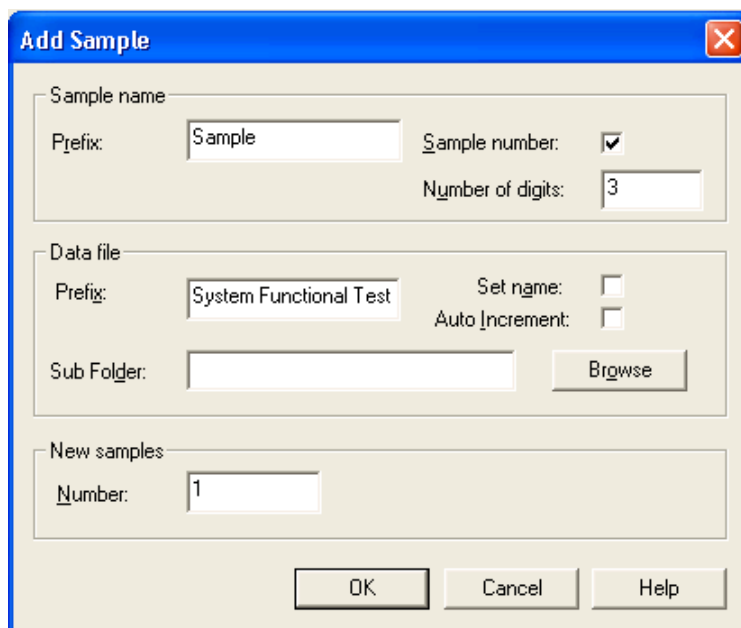 Add Sample
Sample name
Prefix:
Sample
Sample number:
Number of digits:
3
Data file
Prefix:
System Functional Test
Set name:
Auto Increment:
Sub Folder:
Browse
New samples
Number:
1
OK
Cancel
Help